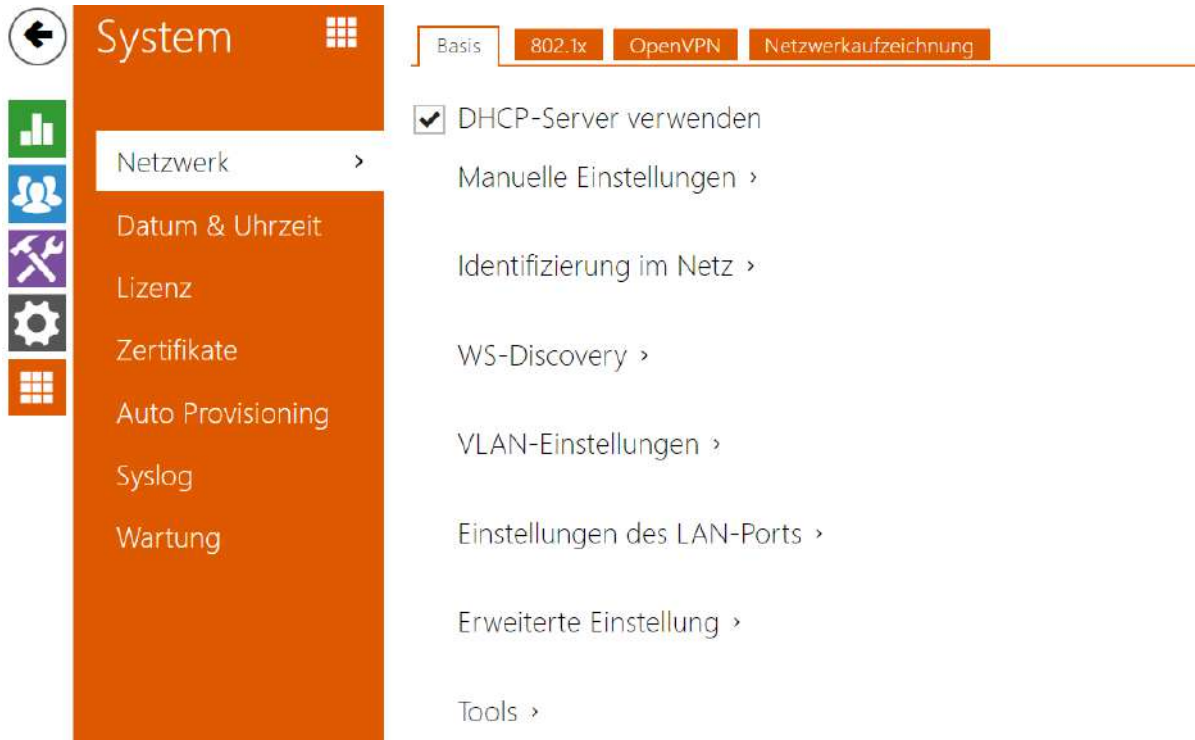 System
Netzwerk
Datum & Uhrzeit
Lizenz
Zertifikate
Auto Provisioning
Syslog
Wartung
Basis
802.1x
OpenVPN
Netzwerkaufzeichnung
DHCP-Server verwenden
Manuelle Einstellungen ›
Identifizierung im Netz ›
WS-Discovery ›
VLAN-Einstellungen ›
Einstellungen des LAN-Ports ›
Erweiterte Einstellung ›
Tools ›